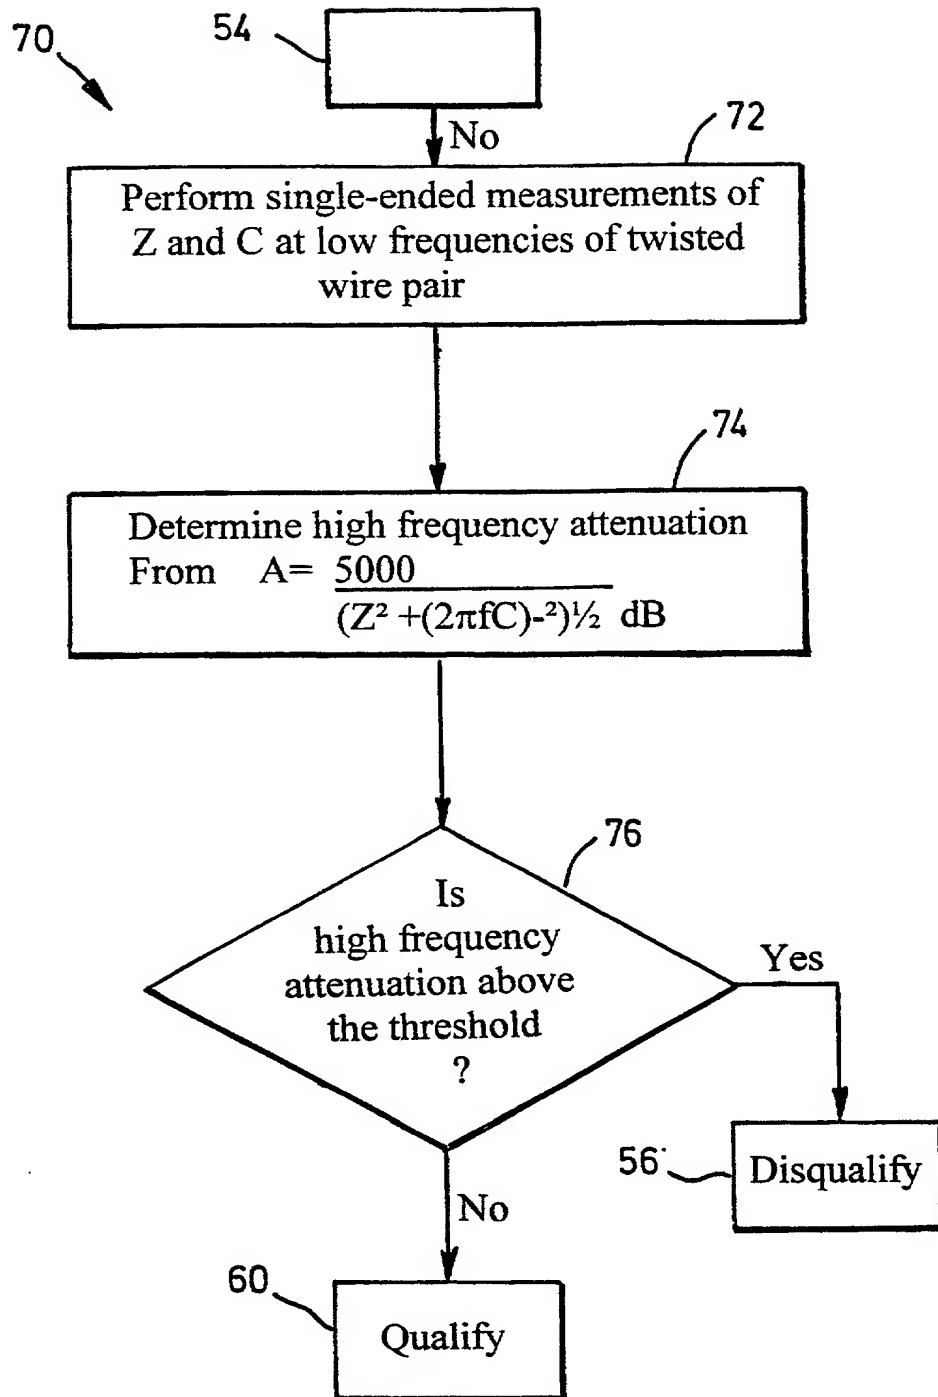 70
54
No
72
Perform single-ended measurements of
Z and C at low frequencies of twisted
wire pair
74
Determine high frequency attenuation
From A= 5000
(Z² +(2πfC)-²)½ dB
76
Is
high frequency
attenuation above
the threshold
?
Yes
56
Disqualify
No
60
Qualify